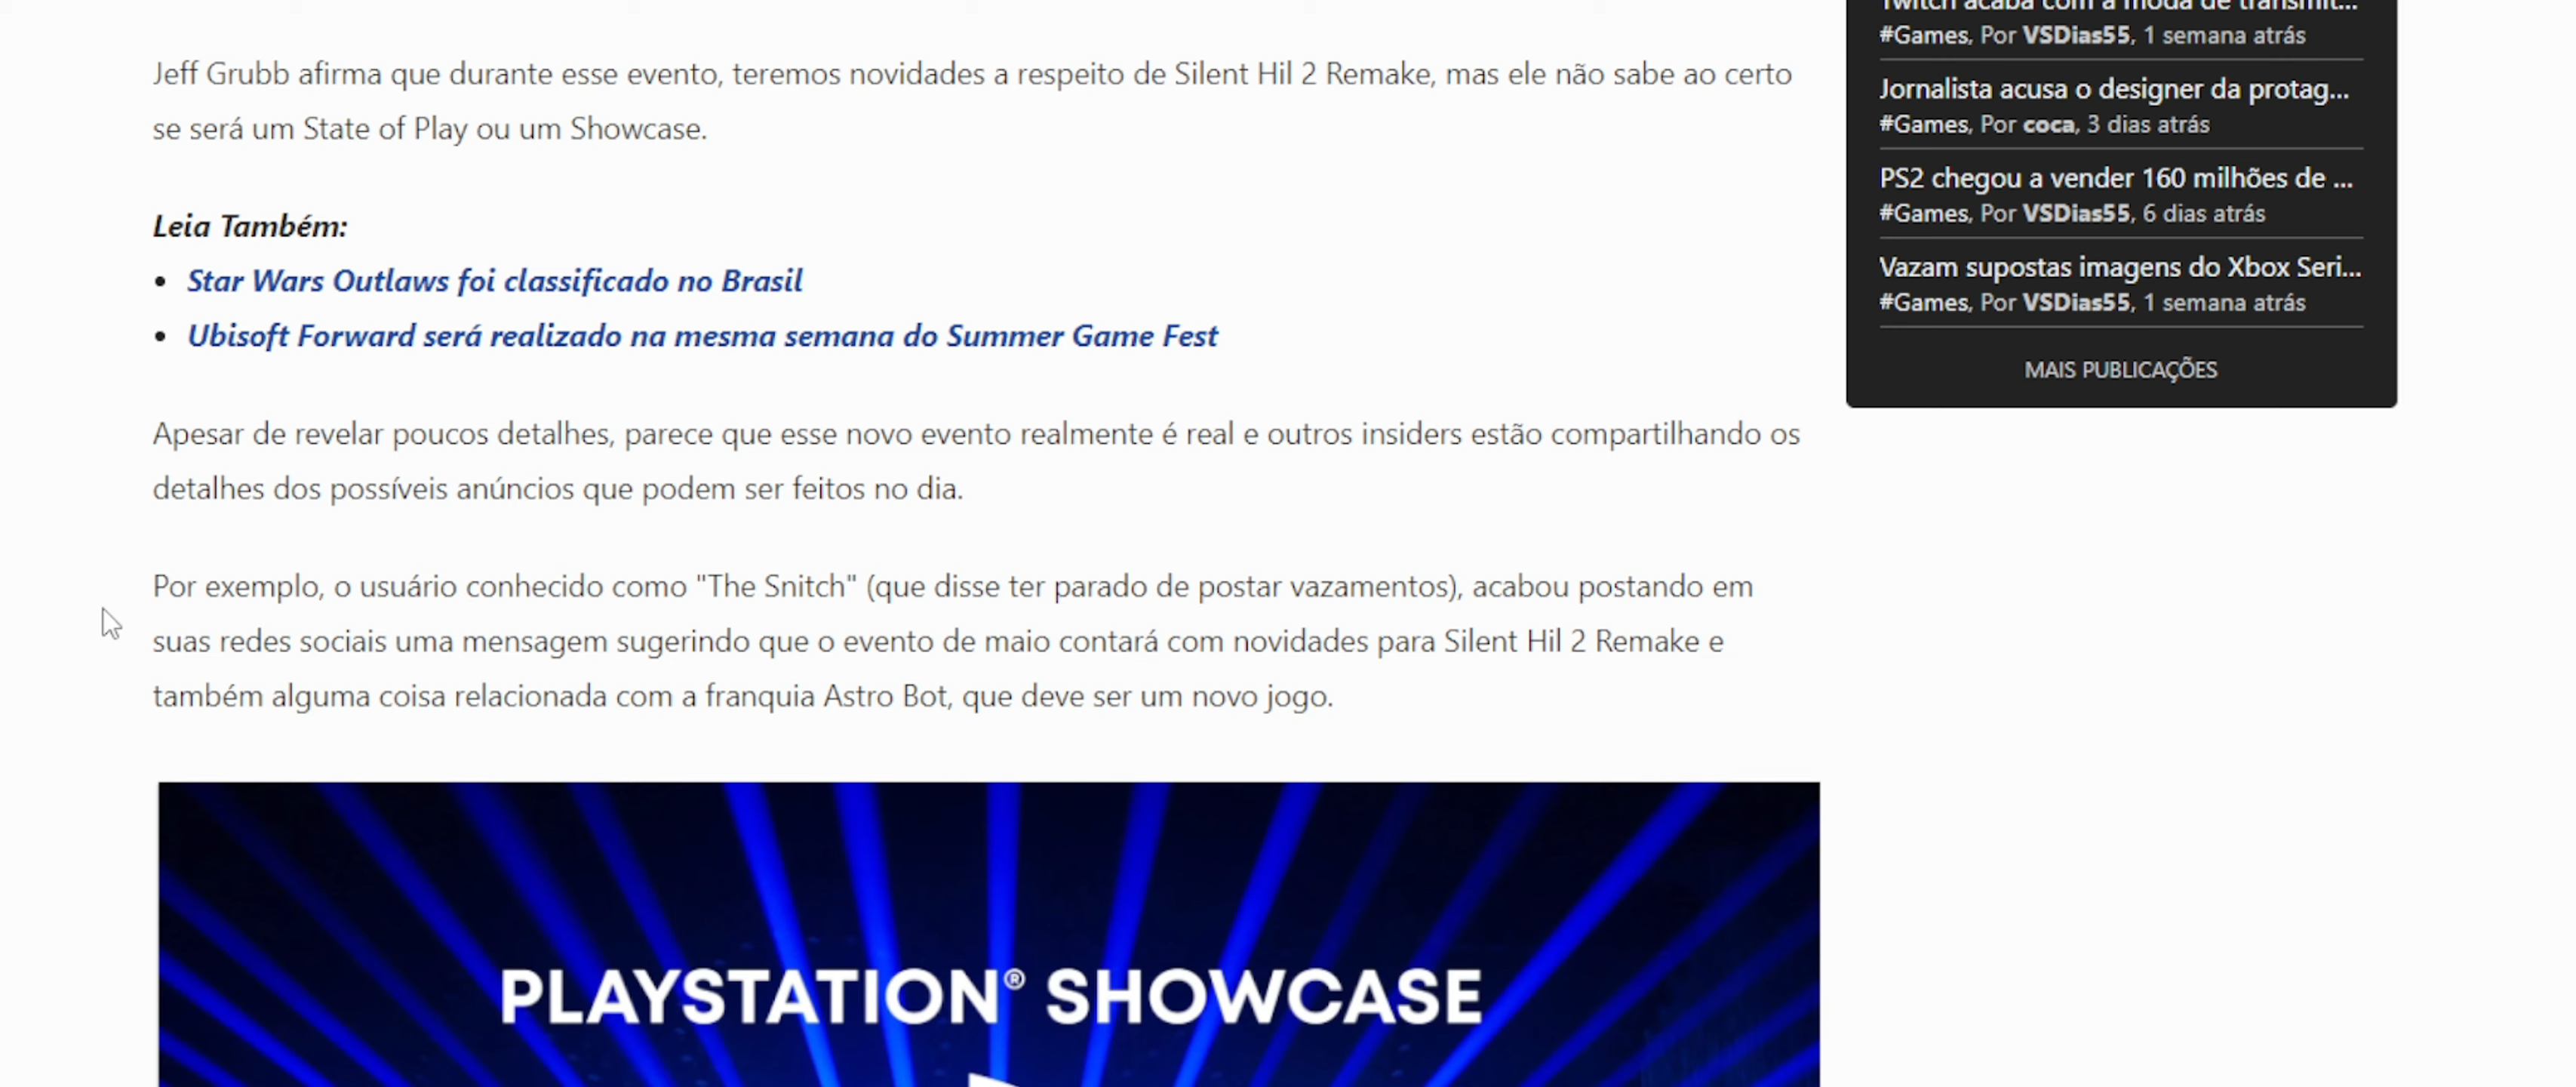 Jeff Grubb afirma que durante esse evento, teremos novidades a respeito de Silent Hil 2 Remake, mas ele não sabe ao certo
se será um State of Play ou um Showcase.
Leia Também:
• Star Wars Outlaws foi classificado no Brasil
• Ubisoft Forward será realizado na mesma semana do Summer Game Fest
Apesar de revelar poucos detalhes, parece que esse novo evento realmente é real e outros insiders estão compartilhando os
detalhes dos possíveis anúncios que podem ser feitos no dia.
Por exemplo, o usuário conhecido como "The Snitch" (que disse ter parado de postar vazamentos), acabou postando em
suas redes sociais uma mensagem sugerindo que o evento de maio contará com novidades para Silent Hil 2 Remake e
também alguma coisa relacionada com a franquia Astro Bot, que deve ser um novo jogo.
PLAYSTATION® SHOWCASE
Twitch acaba com a moda de transmit...
#Games, Por VSDias55, 1 semana atrás
Jornalista acusa o designer da protag...
#Games, Por coca, 3 dias atrás
PS2 chegou a vender 160 milhões de ...
#Games, Por VSDias55, 6 dias atrás
Vazam supostas imagens do Xbox Seri...
#Games, Por VSDias55, 1 semana atrás
MAIS PUBLICAÇÕES